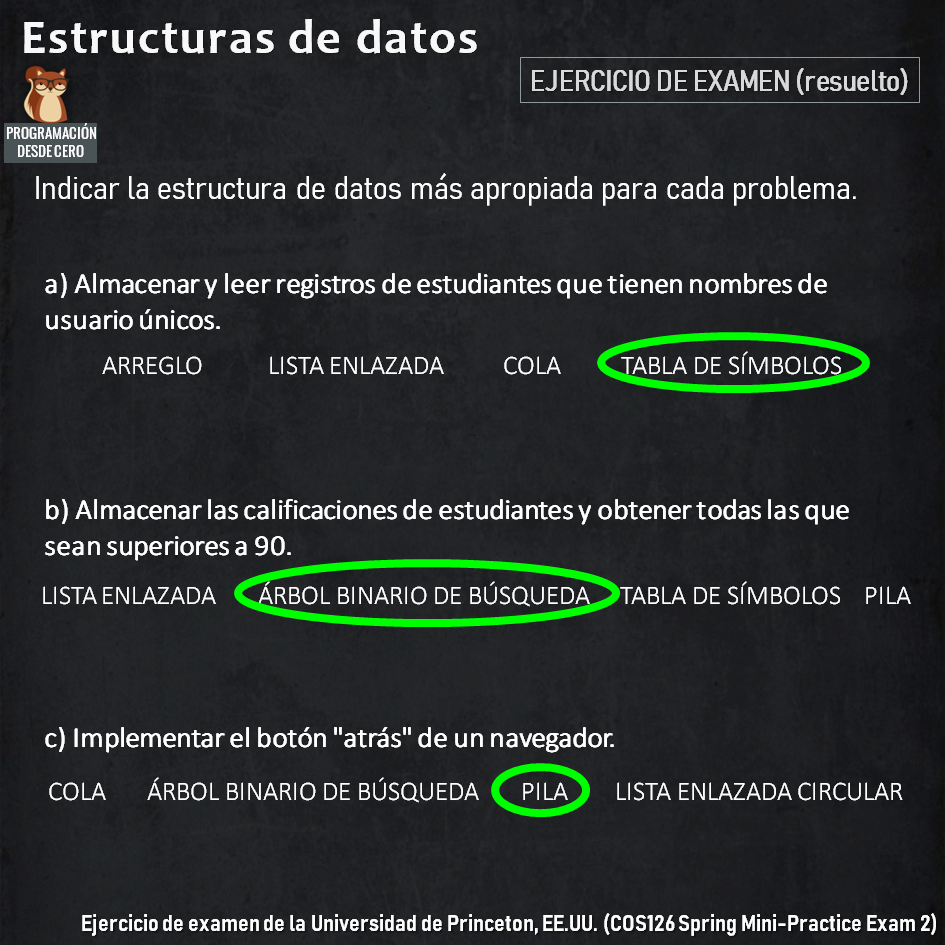 Estructuras de datos
EJERCICIO DE EXAMEN (resuelto)
PROGRAMACIÓN
DESDE CERO
Indicar la estructura de datos más apropiada para cada problema.
a) Almacenar y leer registros de estudiantes que tienen nombres de
usuario únicos.
ARREGLO LISTA ENLAZADA COLA TABLA DE SÍMBOLOS
b) Almacenar las calificaciones de estudiantes y obtener todas las que
sean superiores a 90.
LISTA ENLAZADA ÁRBOL BINARIO DE BÚSQUEDA TABLA DE SÍMBOLOS PILA
c) Implementar el botón "atrás" de un navegador.
COLA ÁRBOL BINARIO DE BÚSQUEDA PILA LISTA ENLAZADA CIRCULAR
Ejercicio de examen de la Universidad de Princeton, EE.UU. (COS126 Spring Mini-Practice Exam 2)